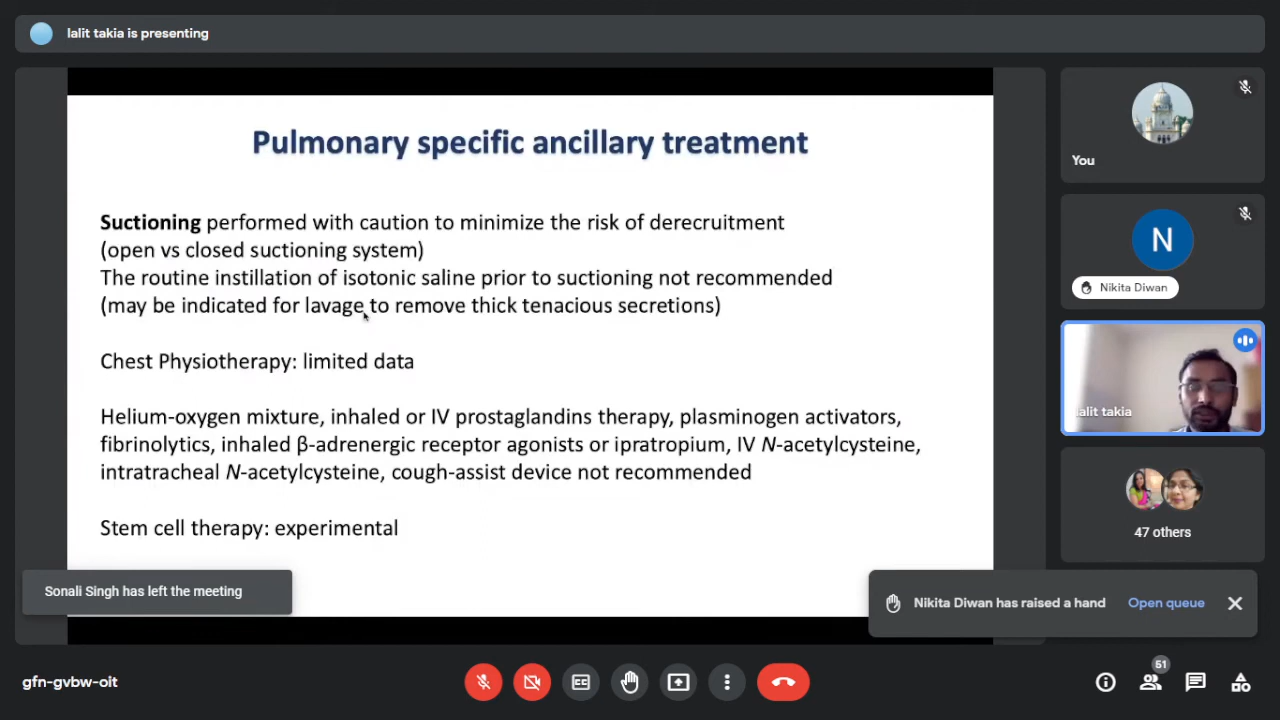 lalit takia is presenting
Pulmonary specific ancillary treatment
Suctioning performed with caution to minimize the risk of derecruitment
(open vs closed suctioning system)
The routine instillation of isotonic saline prior to suctioning not recommended
(may be indicated for lavage to remove thick tenacious secretions)
Chest Physiotherapy: limited data
Helium-oxygen mixture, inhaled or IV prostaglandins therapy, plasminogen activators,
fibrinolytics, inhaled β-adrenergic receptor agonists or ipratropium, IV N-acetylcysteine,
intratracheal N-acetylcysteine, cough-assist device not recommended
Stem cell therapy: experimental
You
N
Nikita Diwan
lalit takia
47 others
Sonali Singh has left the meeting
Nikita Diwan has raised a hand
Open queue
gfn-gvbw-oit
CC
51